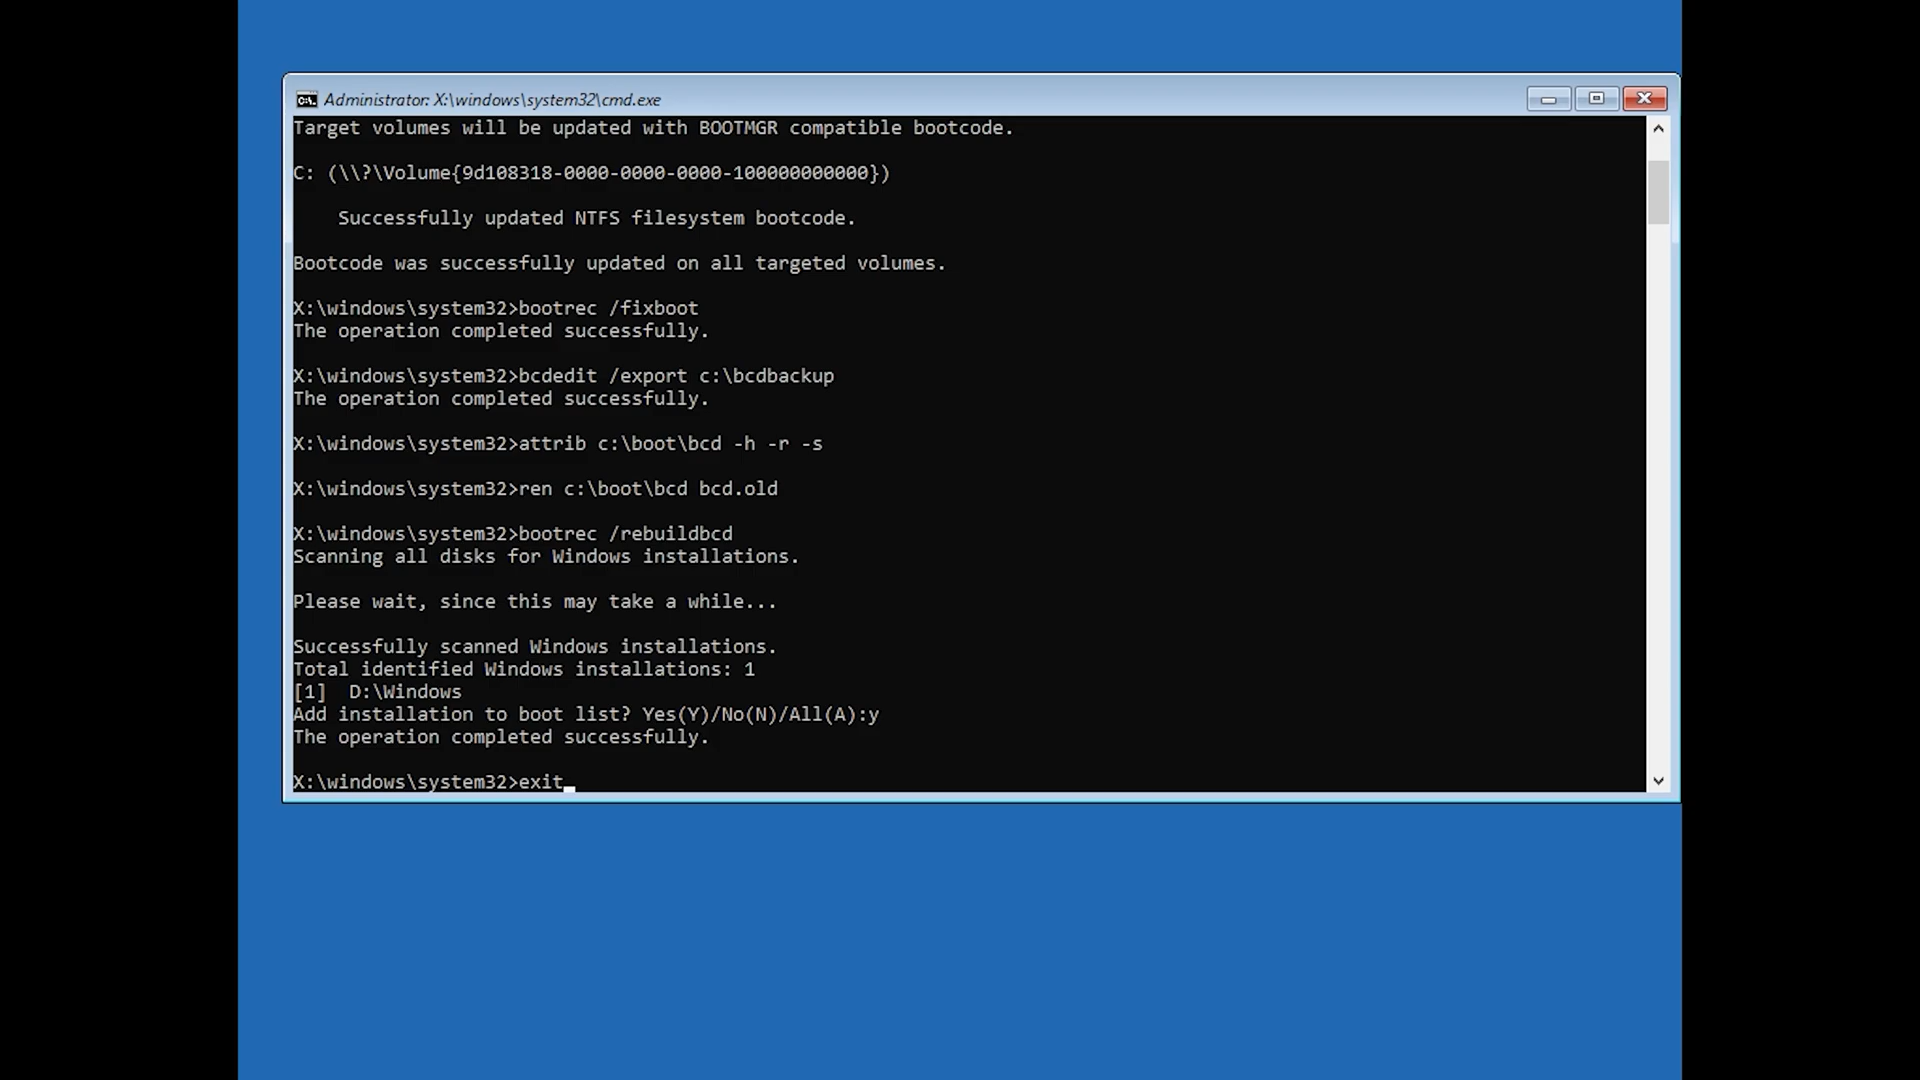 Administrator: X:\windows\system32\cmd.exe
Target volumes will be updated with BOOTMGR compatible bootcode.
C: (\\?\Volume{9d108318-0000-0000-0000-100000000000})
Successfully updated NTFS filesystem bootcode.
Bootcode was successfully updated on all targeted volumes.
X:\windows\system32>bootrec /fixboot
The operation completed successfully.
X:\windows\system32>bcdedit /export c:\bcdbackup
The operation completed successfully.
X:\windows\system32>attrib c:\boot\bcd -h -r -s
X:\windows\system32>ren c:\boot\bcd bcd.old
X:\windows\system32>bootrec /rebuildbcd
Scanning all disks for Windows installations.
Please wait, since this may take a while...
Successfully scanned Windows installations.
Total identified Windows installations: 1
[1]  D:\Windows
Add installation to boot list? Yes(Y)/No(N)/All(A):y
The operation completed successfully.
X:\windows\system32>exit